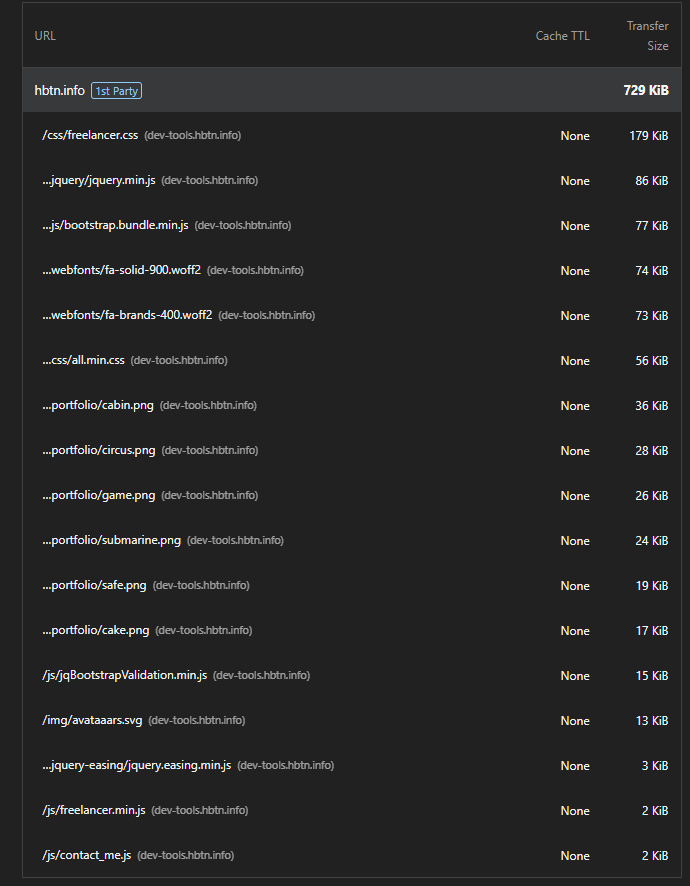 URL Cache TTL Transfer Size
hbtn.info 1st Party 729 KiB
/css/freelancer.css (dev-tools.hbtn.info) None 179 KiB
...jquery/jquery.min.js (dev-tools.hbtn.info) None 86 KiB
...js/bootstrap.bundle.min.js (dev-tools.hbtn.info) None 77 KiB
...webfonts/fa-solid-900.woff2 (dev-tools.hbtn.info) None 74 KiB
...webfonts/fa-brands-400.woff2 (dev-tools.hbtn.info) None 73 KiB
...css/all.min.css (dev-tools.hbtn.info) None 56 KiB
...portfolio/cabin.png (dev-tools.hbtn.info) None 36 KiB
...portfolio/circus.png (dev-tools.hbtn.info) None 28 KiB
...portfolio/game.png (dev-tools.hbtn.info) None 26 KiB
...portfolio/submarine.png (dev-tools.hbtn.info) None 24 KiB
...portfolio/safe.png (dev-tools.hbtn.info) None 19 KiB
...portfolio/cake.png (dev-tools.hbtn.info) None 17 KiB
/js/jqBootstrapValidation.min.js (dev-tools.hbtn.info) None 15 KiB
/img/avataaars.svg (dev-tools.hbtn.info) None 13 KiB
...jquery-easing/jquery.easing.min.js (dev-tools.hbtn.info) None 3 KiB
/js/freelancer.min.js (dev-tools.hbtn.info) None 2 KiB
/js/contact_me.js (dev-tools.hbtn.info) None 2 KiB